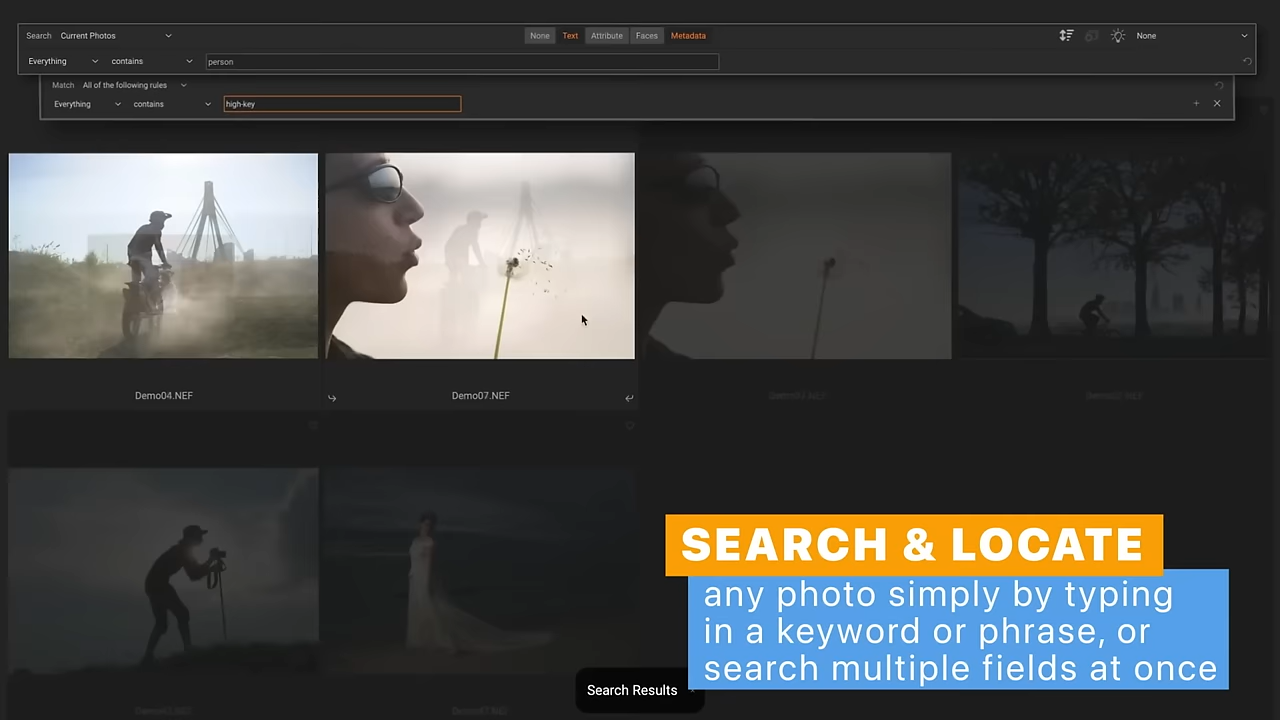 Search Current Photos None Text Attribute Faces Metadata None
Everything contains person
Match All of the following rules
Everything contains high-key
Demo04.NEF Demo07.NEF
SEARCH & LOCATE
any photo simply by typing
in a keyword or phrase, or
search multiple fields at once
Search Results